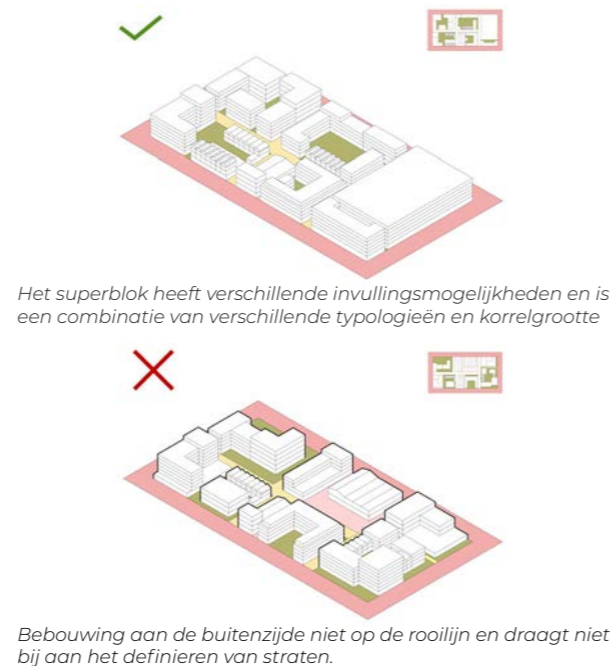 Het superblok heeft verschillende invullingsmogelijkheden en is
een combinatie van verschillende typologieën en korrelgrootte
Bebouwing aan de buitenzijde niet op de rooilijn en draagt niet
bij aan het definieren van straten.